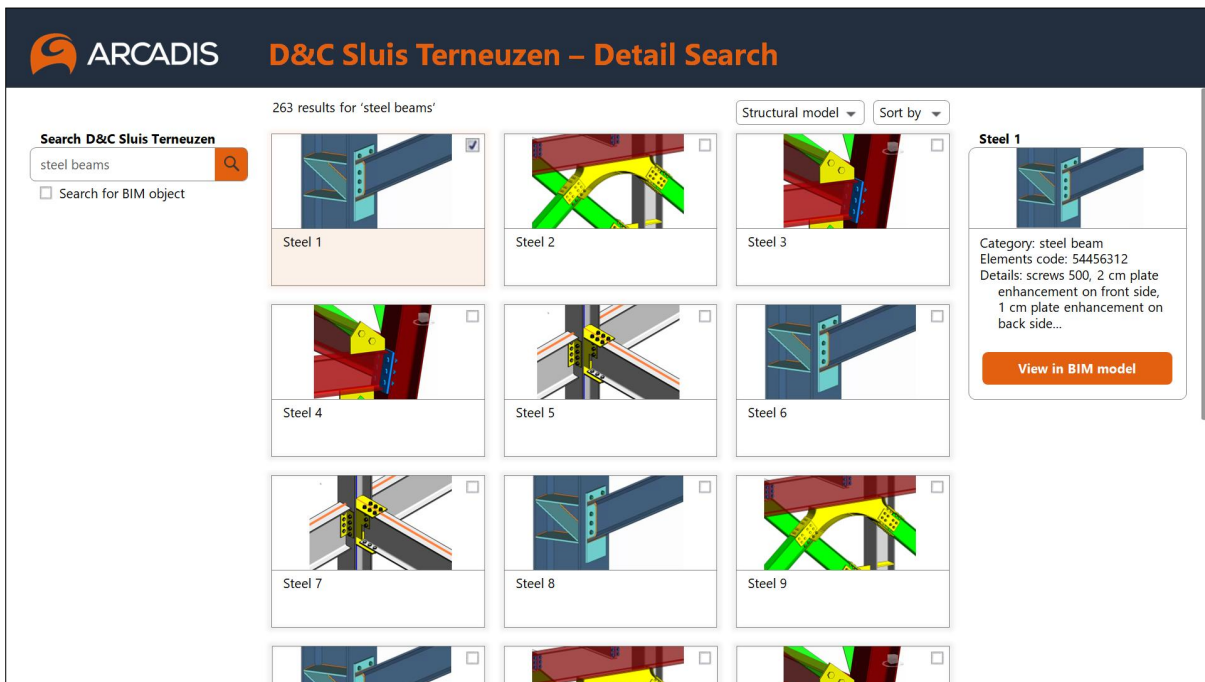 ARCADIS
D&C Sluis Terneuzen – Detail Search
263 results for ‘steel beams’
Structural model
Sort by
Search D&C Sluis Terneuzen
steel beams
Search for BIM object
Steel 1
Steel 2
Steel 3
Steel 4
Steel 5
Steel 6
Steel 7
Steel 8
Steel 9
Steel 1
Category: steel beam
Elements code: 54456312
Details: screws 500, 2 cm plate
enhancement on front side,
1 cm plate enhancement on
back side...
View in BIM model